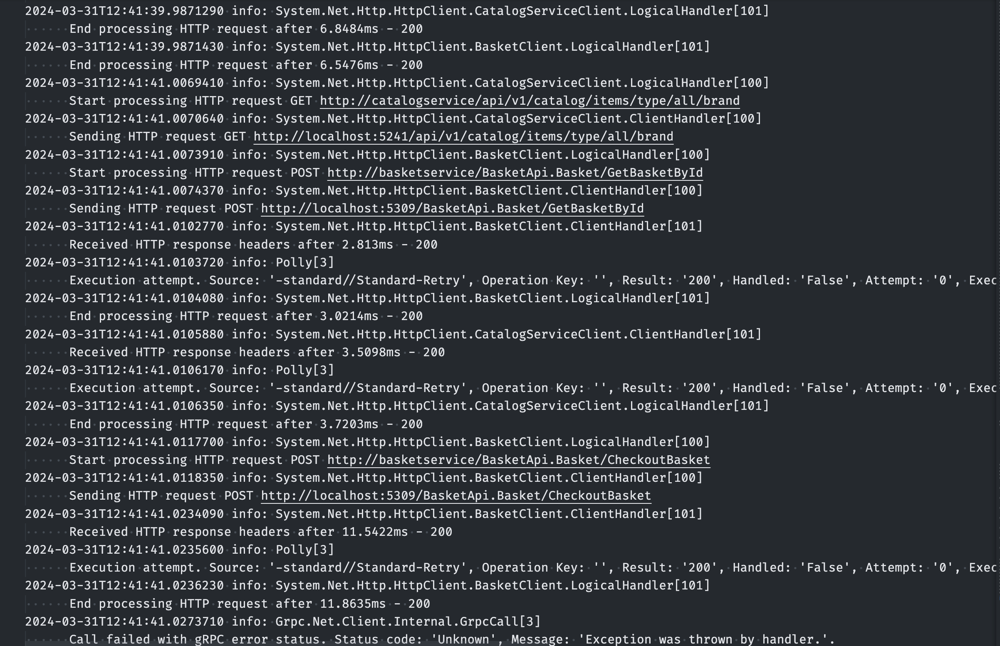 2024-03-31T12:41:39.9871290 info: System.Net.Http.HttpClient.CatalogServiceClient.LogicalHandler[101]
      End processing HTTP request after 6.8484ms - 200
2024-03-31T12:41:39.9871430 info: System.Net.Http.HttpClient.BasketClient.LogicalHandler[101]
      End processing HTTP request after 6.5476ms - 200
2024-03-31T12:41:41.0069410 info: System.Net.Http.HttpClient.CatalogServiceClient.LogicalHandler[100]
      Start processing HTTP request GET http://catalogservice/api/v1/catalog/items/type/all/brand
2024-03-31T12:41:41.0070640 info: System.Net.Http.HttpClient.CatalogServiceClient.ClientHandler[100]
      Sending HTTP request GET http://localhost:5241/api/v1/catalog/items/type/all/brand
2024-03-31T12:41:41.0073910 info: System.Net.Http.HttpClient.BasketClient.LogicalHandler[100]
      Start processing HTTP request POST http://basketservice/BasketApi.Basket/GetBasketById
2024-03-31T12:41:41.0074370 info: System.Net.Http.HttpClient.BasketClient.ClientHandler[100]
      Sending HTTP request POST http://localhost:5309/BasketApi.Basket/GetBasketById
2024-03-31T12:41:41.0102770 info: System.Net.Http.HttpClient.BasketClient.ClientHandler[101]
      Received HTTP response headers after 2.813ms - 200
2024-03-31T12:41:41.0103720 info: Polly[3]
      Execution attempt. Source: '-standard//Standard-Retry', Operation Key: '', Result: '200', Handled: 'False', Attempt: '0', Exec
2024-03-31T12:41:41.0104080 info: System.Net.Http.HttpClient.BasketClient.LogicalHandler[101]
      End processing HTTP request after 3.0214ms - 200
2024-03-31T12:41:41.0105880 info: System.Net.Http.HttpClient.CatalogServiceClient.ClientHandler[101]
      Received HTTP response headers after 3.5098ms - 200
2024-03-31T12:41:41.0106170 info: Polly[3]
      Execution attempt. Source: '-standard//Standard-Retry', Operation Key: '', Result: '200', Handled: 'False', Attempt: '0', Exec
2024-03-31T12:41:41.0106350 info: System.Net.Http.HttpClient.CatalogServiceClient.LogicalHandler[101]
      End processing HTTP request after 3.7203ms - 200
2024-03-31T12:41:41.0117700 info: System.Net.Http.HttpClient.BasketClient.LogicalHandler[100]
      Start processing HTTP request POST http://basketservice/BasketApi.Basket/CheckoutBasket
2024-03-31T12:41:41.0118350 info: System.Net.Http.HttpClient.BasketClient.ClientHandler[100]
      Sending HTTP request POST http://localhost:5309/BasketApi.Basket/CheckoutBasket
2024-03-31T12:41:41.0234090 info: System.Net.Http.HttpClient.BasketClient.ClientHandler[101]
      Received HTTP response headers after 11.5422ms - 200
2024-03-31T12:41:41.0235600 info: Polly[3]
      Execution attempt. Source: '-standard//Standard-Retry', Operation Key: '', Result: '200', Handled: 'False', Attempt: '0', Exec
2024-03-31T12:41:41.0236230 info: System.Net.Http.HttpClient.BasketClient.LogicalHandler[101]
      End processing HTTP request after 11.8635ms - 200
2024-03-31T12:41:41.0273710 info: Grpc.Net.Client.Internal.GrpcCall[3]
      Call failed with gRPC error status. Status code: 'Unknown', Message: 'Exception was thrown by handler.'.